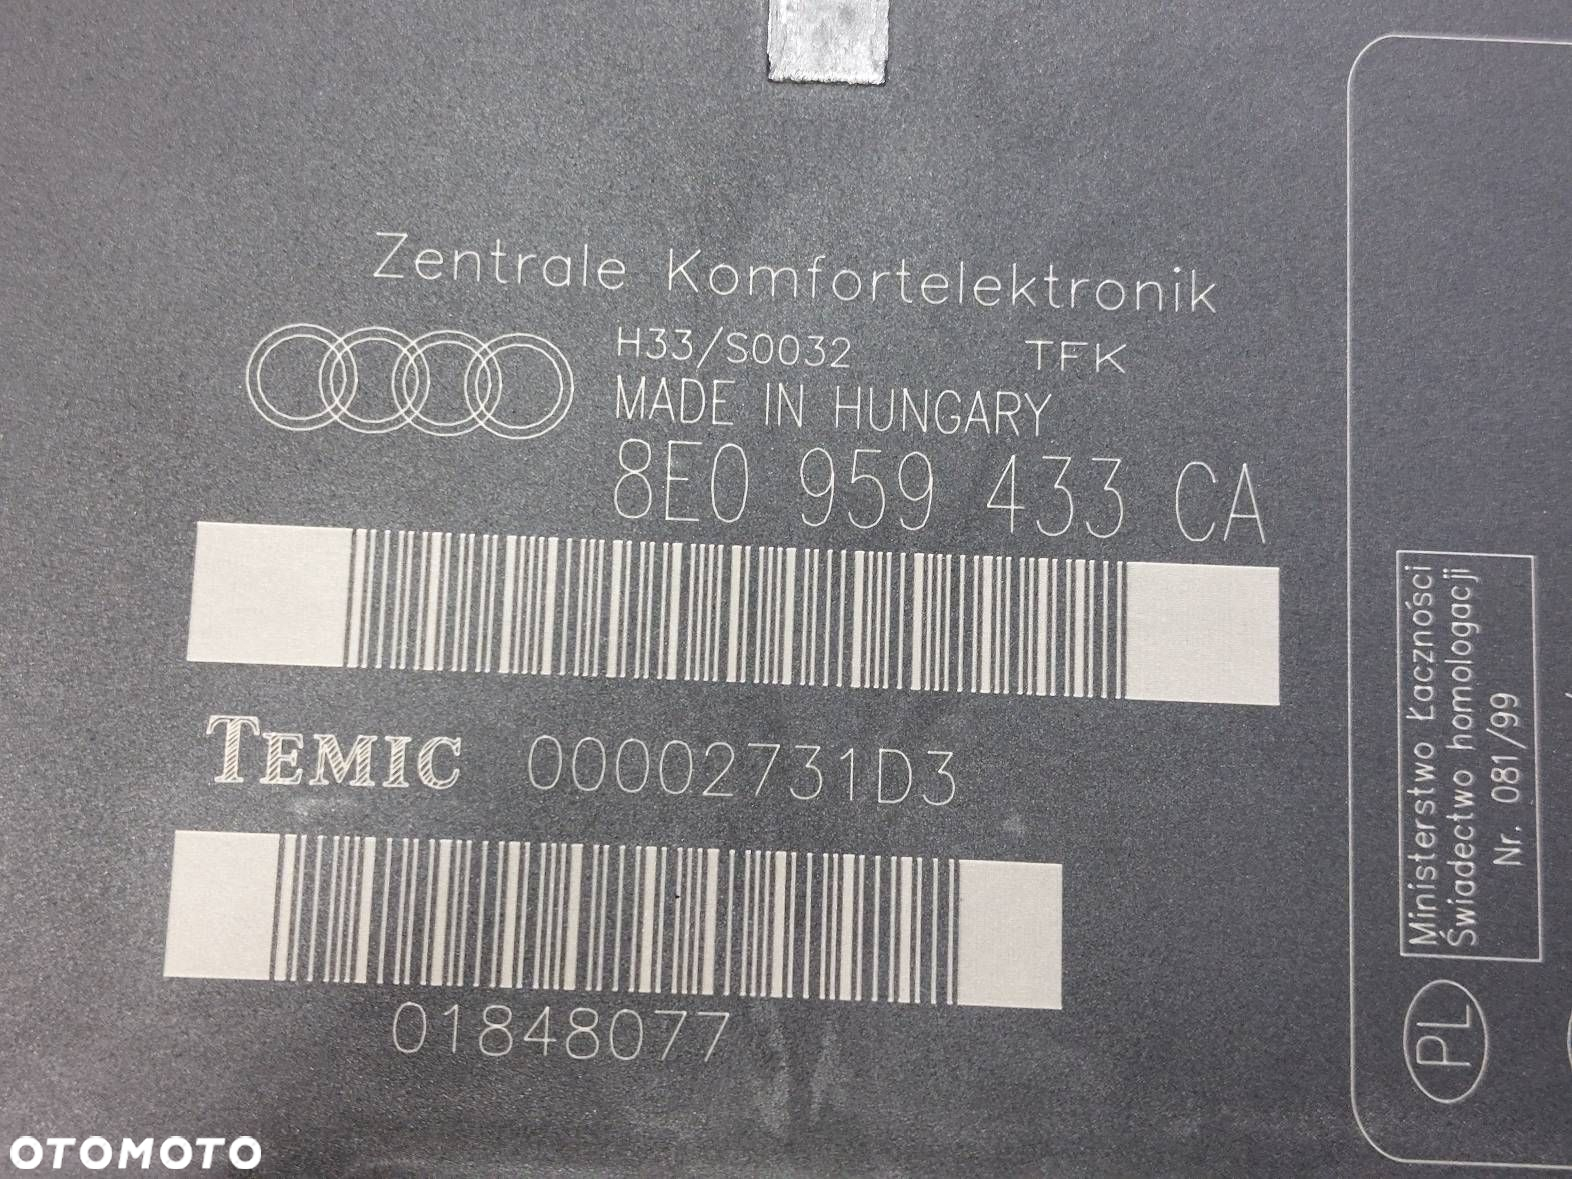 Zentrale Komfortelektronik
H33/S0032 TFK
MADE IN HUNGARY
8E0 959 433 CA
TEMIC 00002731D3
01848077
Ministerstwo Łączności
Świadectwo homologacji
Nr. 081/99
PL
OTOMOTO